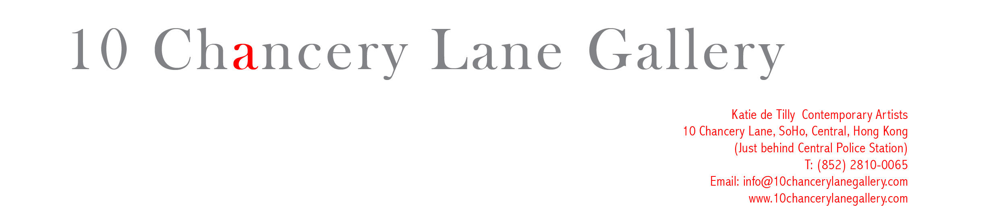 10 Chancery Lane Gallery
Katie de Tilly  Contemporary Artists
10 Chancery Lane, SoHo, Central, Hong Kong
(Just behind Central Police Station)
T: (852) 2810-0065
Email: info@10chancerylanegallery.com
www.10chancerylanegallery.com